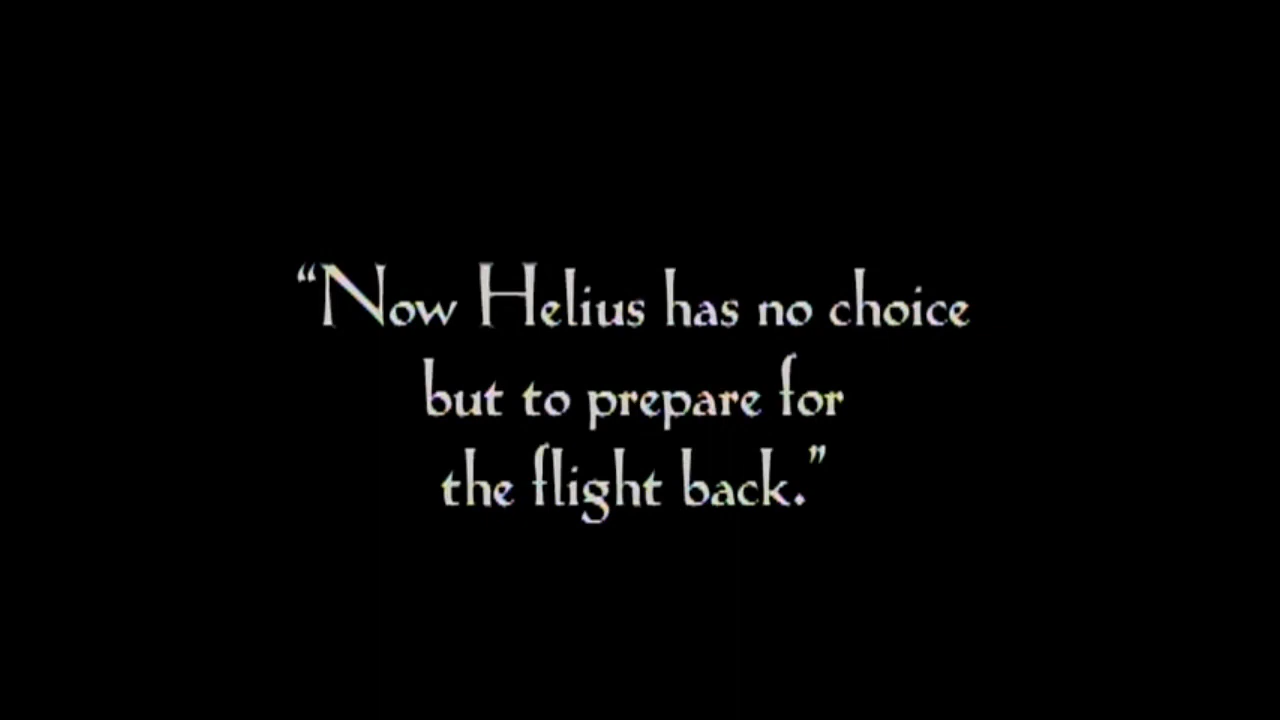 “Now Helius has no choice
but to prepare for
the flight back.”